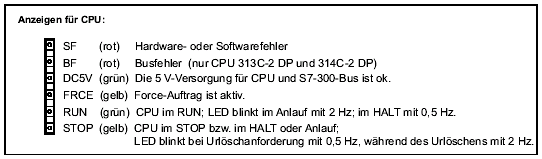 Anzeigen für CPU:
SF (rot) Hardware- oder Softwarefehler
BF (rot) Busfehler (nur CPU 313C-2 DP und 314C-2 DP)
DC5V (grün) Die 5 V-Versorgung für CPU und S7-300-Bus ist ok.
FRCE (gelb) Force-Auftrag ist aktiv.
RUN (grün) CPU im RUN; LED blinkt im Anlauf mit 2 Hz; im HALT mit 0,5 Hz.
STOP (gelb) CPU im STOP bzw. im HALT oder Anlauf;
LED blinkt bei Urlöschanforderung mit 0,5 Hz, während des Urlöschens mit 2 Hz.